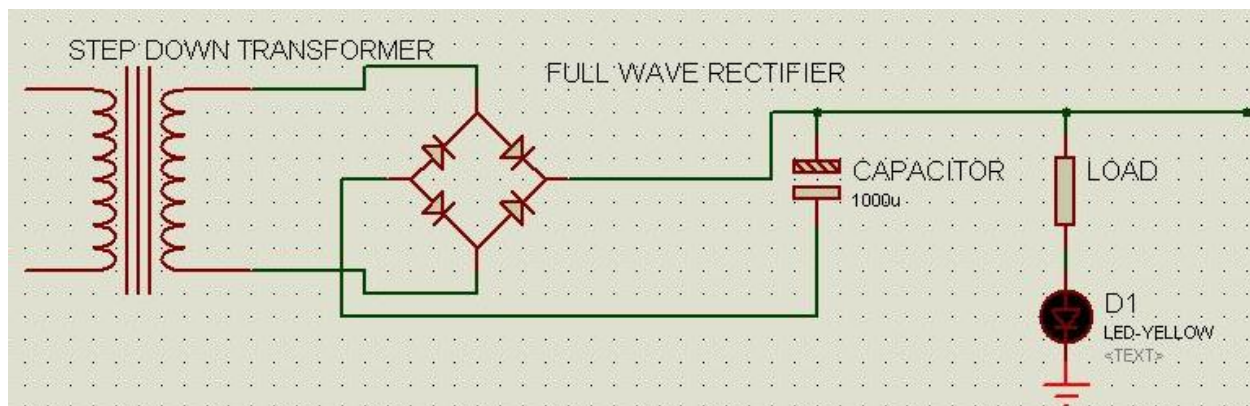 STEP DOWN TRANSFORMER
FULL WAVE RECTIFIER
CAPACITOR
1000u
LOAD
D1
LED-YELLOW
<TEXT>